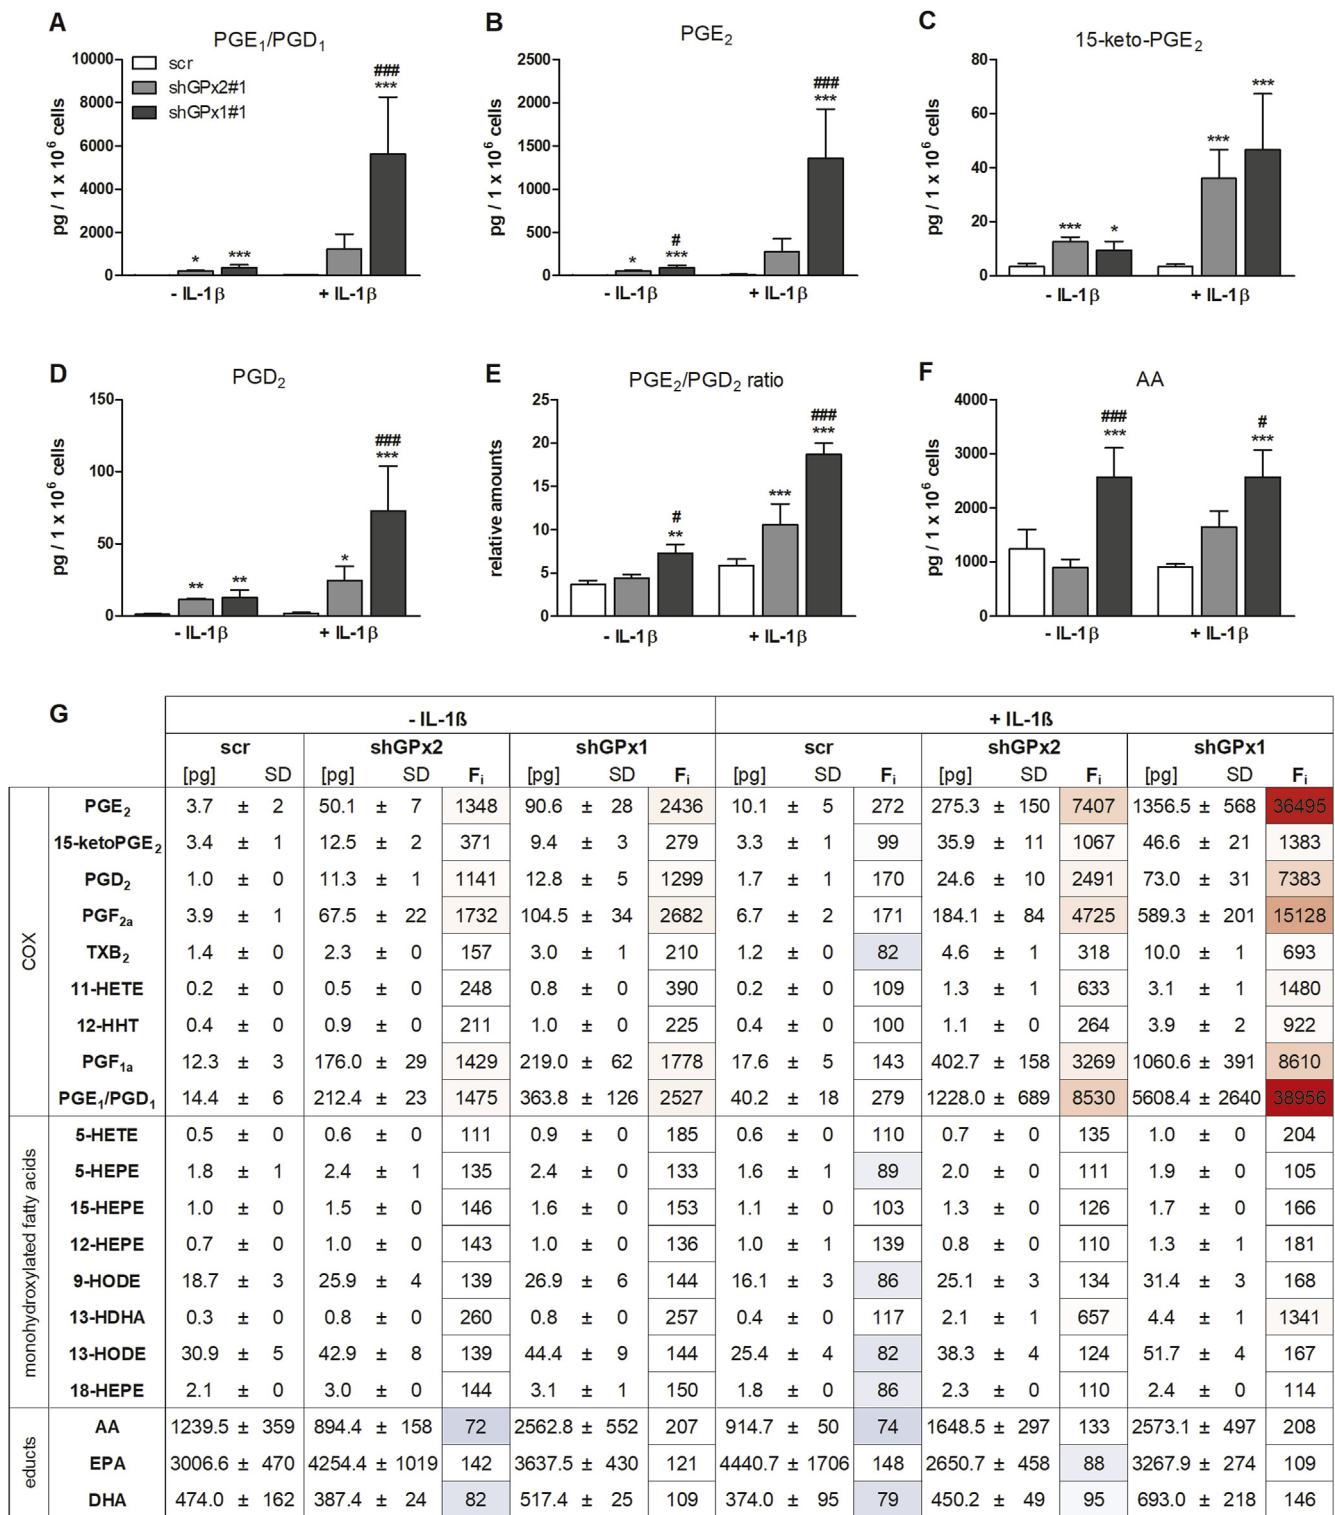 A
PGE₁/PGD₁
pg / 1 x 10⁶ cells
10000
8000
6000
4000
2000
0
scr
shGPx2#1
shGPx1#1
* *** ### ***
- IL-1β + IL-1β
B
PGE₂
pg / 1 x 10⁶ cells
2500
2000
1500
1000
500
0
* # *** ### ***
- IL-1β + IL-1β
C
15-keto-PGE₂
pg / 1 x 10⁶ cells
80
60
40
20
0
*** * *** ***
- IL-1β + IL-1β
D
PGD₂
pg / 1 x 10⁶ cells
150
100
50
0
** ** * ### ***
- IL-1β + IL-1β
E
PGE₂/PGD₂ ratio
relative amounts
25
20
15
10
5
0
# ** *** ### ***
- IL-1β + IL-1β
F
AA
pg / 1 x 10⁶ cells
4000
3000
2000
1000
0
### *** # ***
- IL-1β + IL-1β
G
- IL-1ß + IL-1ß
scr shGPx2 shGPx1 scr shGPx2 shGPx1
[pg] SD [pg] SD Fᵢ [pg] SD Fᵢ [pg] SD Fᵢ [pg] SD Fᵢ [pg] SD Fᵢ
COX
PGE₂ 3.7 ± 2 50.1 ± 7 1348 90.6 ± 28 2436 10.1 ± 5 272 275.3 ± 150 7407 1356.5 ± 568 36495
15-ketoPGE₂ 3.4 ± 1 12.5 ± 2 371 9.4 ± 3 279 3.3 ± 1 99 35.9 ± 11 1067 46.6 ± 21 1383
PGD₂ 1.0 ± 0 11.3 ± 1 1141 12.8 ± 5 1299 1.7 ± 1 170 24.6 ± 10 2491 73.0 ± 31 7383
PGF₂ₐ 3.9 ± 1 67.5 ± 22 1732 104.5 ± 34 2682 6.7 ± 2 171 184.1 ± 84 4725 589.3 ± 201 15128
TXB₂ 1.4 ± 0 2.3 ± 0 157 3.0 ± 1 210 1.2 ± 0 82 4.6 ± 1 318 10.0 ± 1 693
11-HETE 0.2 ± 0 0.5 ± 0 248 0.8 ± 0 390 0.2 ± 0 109 1.3 ± 1 633 3.1 ± 1 1480
12-HHT 0.4 ± 0 0.9 ± 0 211 1.0 ± 0 225 0.4 ± 0 100 1.1 ± 0 264 3.9 ± 2 922
PGF₁ₐ 12.3 ± 3 176.0 ± 29 1429 219.0 ± 62 1778 17.6 ± 5 143 402.7 ± 158 3269 1060.6 ± 391 8610
PGE₁/PGD₁ 14.4 ± 6 212.4 ± 23 1475 363.8 ± 126 2527 40.2 ± 18 279 1228.0 ± 689 8530 5608.4 ± 2640 38956
monohydroxylated fatty acids
5-HETE 0.5 ± 0 0.6 ± 0 111 0.9 ± 0 185 0.6 ± 0 110 0.7 ± 0 135 1.0 ± 0 204
5-HEPE 1.8 ± 1 2.4 ± 1 135 2.4 ± 0 133 1.6 ± 1 89 2.0 ± 0 111 1.9 ± 0 105
15-HEPE 1.0 ± 0 1.5 ± 0 146 1.6 ± 0 153 1.1 ± 0 103 1.3 ± 0 126 1.7 ± 0 166
12-HEPE 0.7 ± 0 1.0 ± 0 143 1.0 ± 0 136 1.0 ± 1 139 0.8 ± 0 110 1.3 ± 1 181
9-HODE 18.7 ± 3 25.9 ± 4 139 26.9 ± 6 144 16.1 ± 3 86 25.1 ± 3 134 31.4 ± 3 168
13-HDHA 0.3 ± 0 0.8 ± 0 260 0.8 ± 0 257 0.4 ± 0 117 2.1 ± 1 657 4.4 ± 1 1341
13-HODE 30.9 ± 5 42.9 ± 8 139 44.4 ± 9 144 25.4 ± 4 82 38.3 ± 4 124 51.7 ± 4 167
18-HEPE 2.1 ± 0 3.0 ± 0 144 3.1 ± 1 150 1.8 ± 0 86 2.3 ± 0 110 2.4 ± 0 114
educts
AA 1239.5 ± 359 894.4 ± 158 72 2562.8 ± 552 207 914.7 ± 50 74 1648.5 ± 297 133 2573.1 ± 497 208
EPA 3006.6 ± 470 4254.4 ± 1019 142 3637.5 ± 430 121 4440.7 ± 1706 148 2650.7 ± 458 88 3267.9 ± 274 109
DHA 474.0 ± 162 387.4 ± 24 82 517.4 ± 25 109 374.0 ± 95 79 450.2 ± 49 95 693.0 ± 218 146